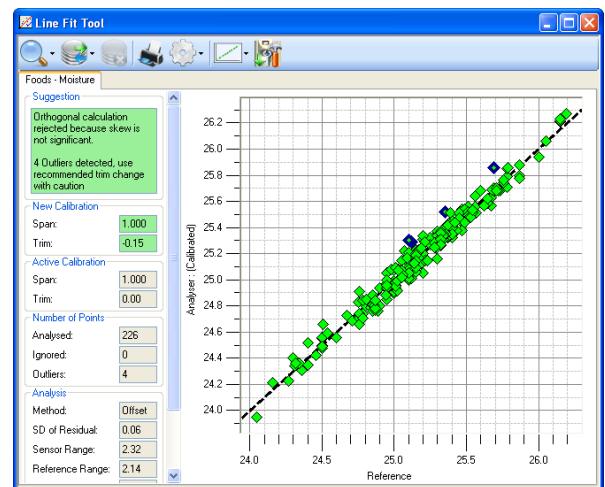 Line Fit Tool
Foods - Moisture
Suggestion
Orthogonal calculation
rejected because skew is
not significant.
4 Outliers detected, use
recommended trim change
with caution
New Calibration
Span: 1.000
Trim: -0.15
Active Calibration
Span: 1.000
Trim: 0.00
Number of Points
Analysed: 226
Ignored: 0
Outliers: 4
Analysis
Method: Offset
SD of Residual: 0.06
Sensor Range: 2.32
Reference Range: 2.14
Analyser : (Calibrated)
26.2
26.0
25.8
25.6
25.4
25.2
25.0
24.8
24.6
24.4
24.2
24.0
24.0 24.5 25.0 25.5 26.0
Reference